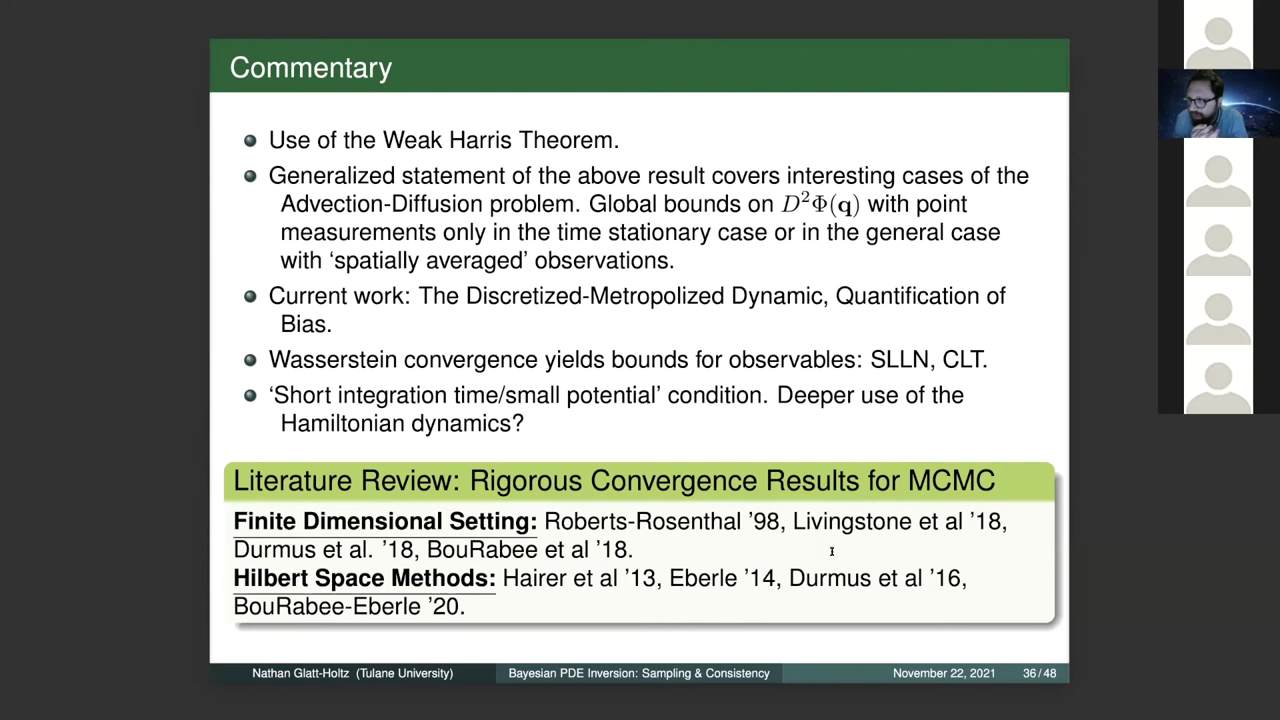 Commentary
Use of the Weak Harris Theorem.
Generalized statement of the above result covers interesting cases of the
Advection-Diffusion problem. Global bounds on D²Φ(q) with point
measurements only in the time stationary case or in the general case
with ‘spatially averaged’ observations.
Current work: The Discretized-Metropolized Dynamic, Quantification of
Bias.
Wasserstein convergence yields bounds for observables: SLLN, CLT.
‘Short integration time/small potential’ condition. Deeper use of the
Hamiltonian dynamics?
Literature Review: Rigorous Convergence Results for MCMC
Finite Dimensional Setting: Roberts-Rosenthal ’98, Livingstone et al ’18,
Durmus et al. ’18, BouRabee et al ’18.
Hilbert Space Methods: Hairer et al ’13, Eberle ’14, Durmus et al ’16,
BouRabee-Eberle ’20.
Nathan Glatt-Holtz (Tulane University) Bayesian PDE Inversion: Sampling & Consistency November 22, 2021 36/48